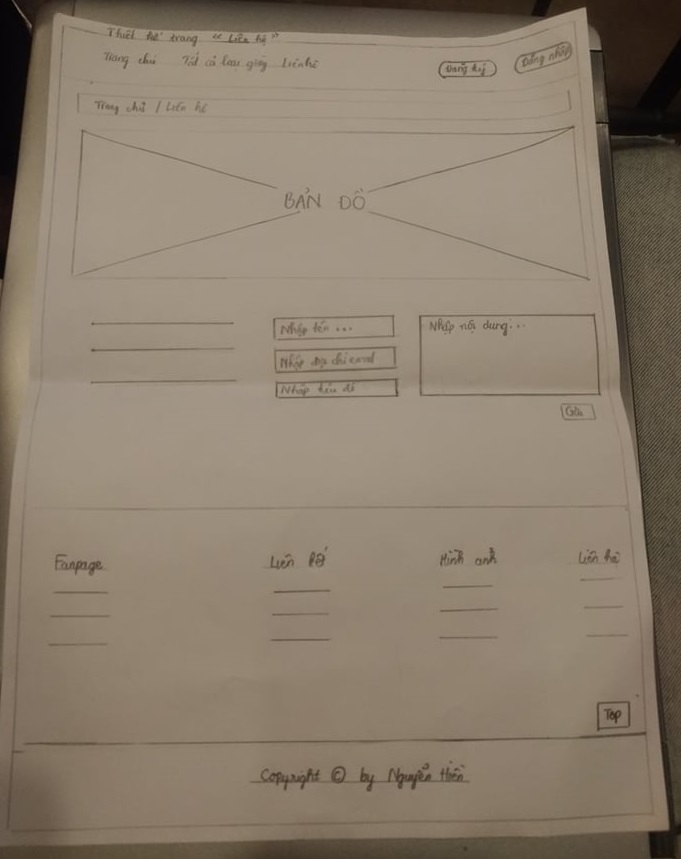 Thiết kế trang "Liên hệ"
Trang chủ Tất cả Liên hệ
Đăng ký Đăng nhập
Trang chủ / Liên hệ
BẢN ĐỒ
Nhập tên ...
Nhập nội dung...
Nhập địa chỉ email
Nhập tiêu đề
Gửi
Fanpage Liên kết Hình ảnh Liên hệ
Top
Copyright © by Nguyễn Hiền